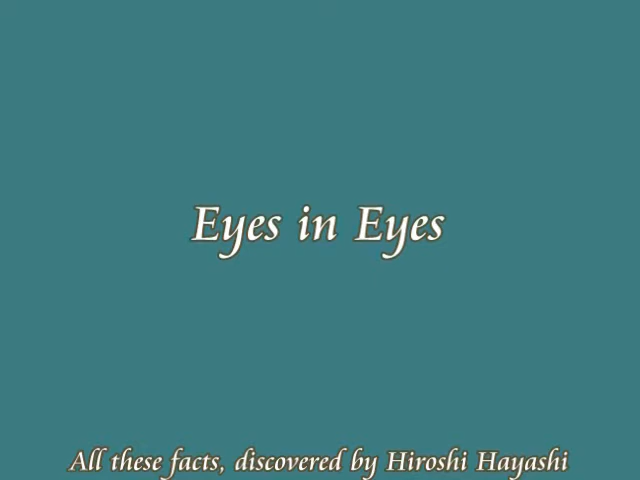 Eyes in Eyes
All these facts, discovered by Hiroshi Hayashi